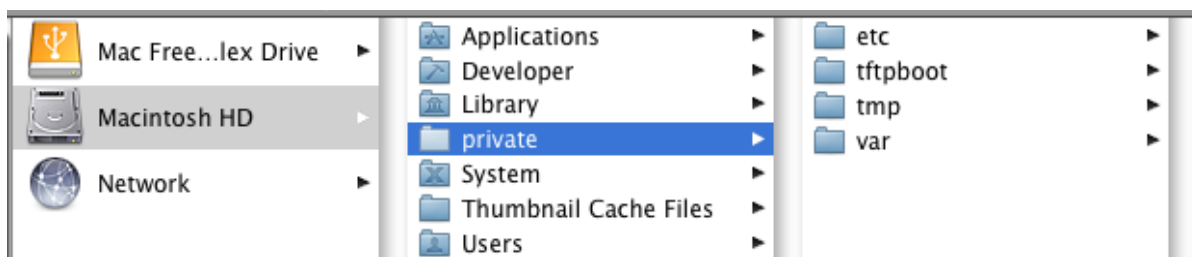 Mac Free...lex Drive
Macintosh HD
Network
Applications
Developer
Library
private
System
Thumbnail Cache Files
Users
etc
tftpboot
tmp
var